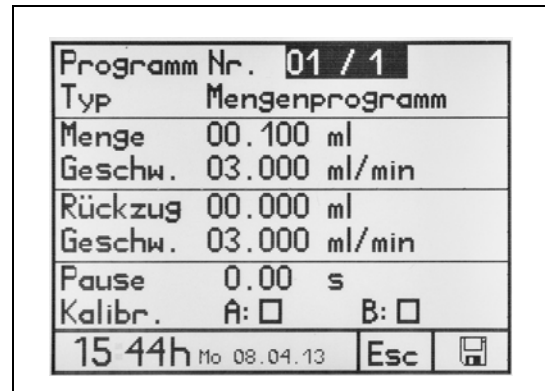 Programm Nr. 01 / 1
Typ Mengenprogramm
Menge 00.100 ml
Geschw. 03.000 ml/min
Rückzug 00.000 ml
Geschw. 03.000 ml/min
Pause 0.00 s
Kalibr. A: B:
15 44h Mo 08.04.13 Esc